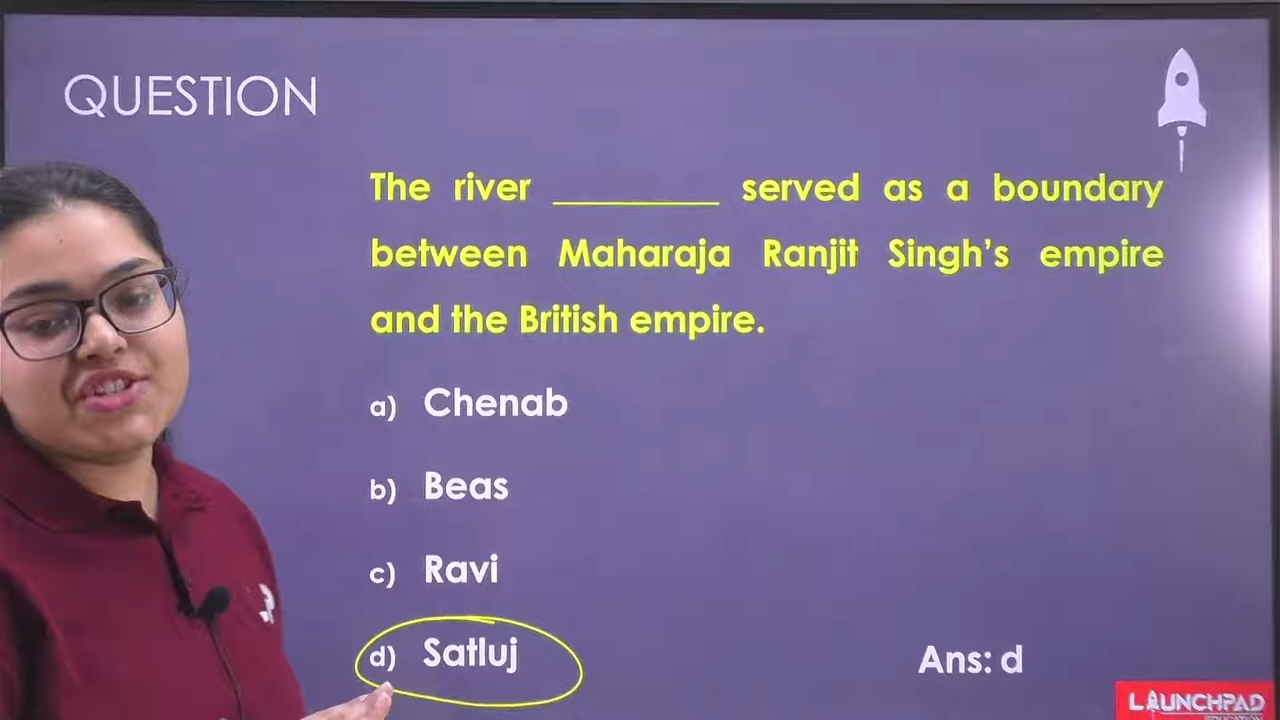 QUESTION
The river _________ served as a boundary
between Maharaja Ranjit Singh's empire
and the British empire.
a) Chenab
b) Beas
c) Ravi
d) Satluj
Ans: d
LAUNCHPAD
EDUCATION